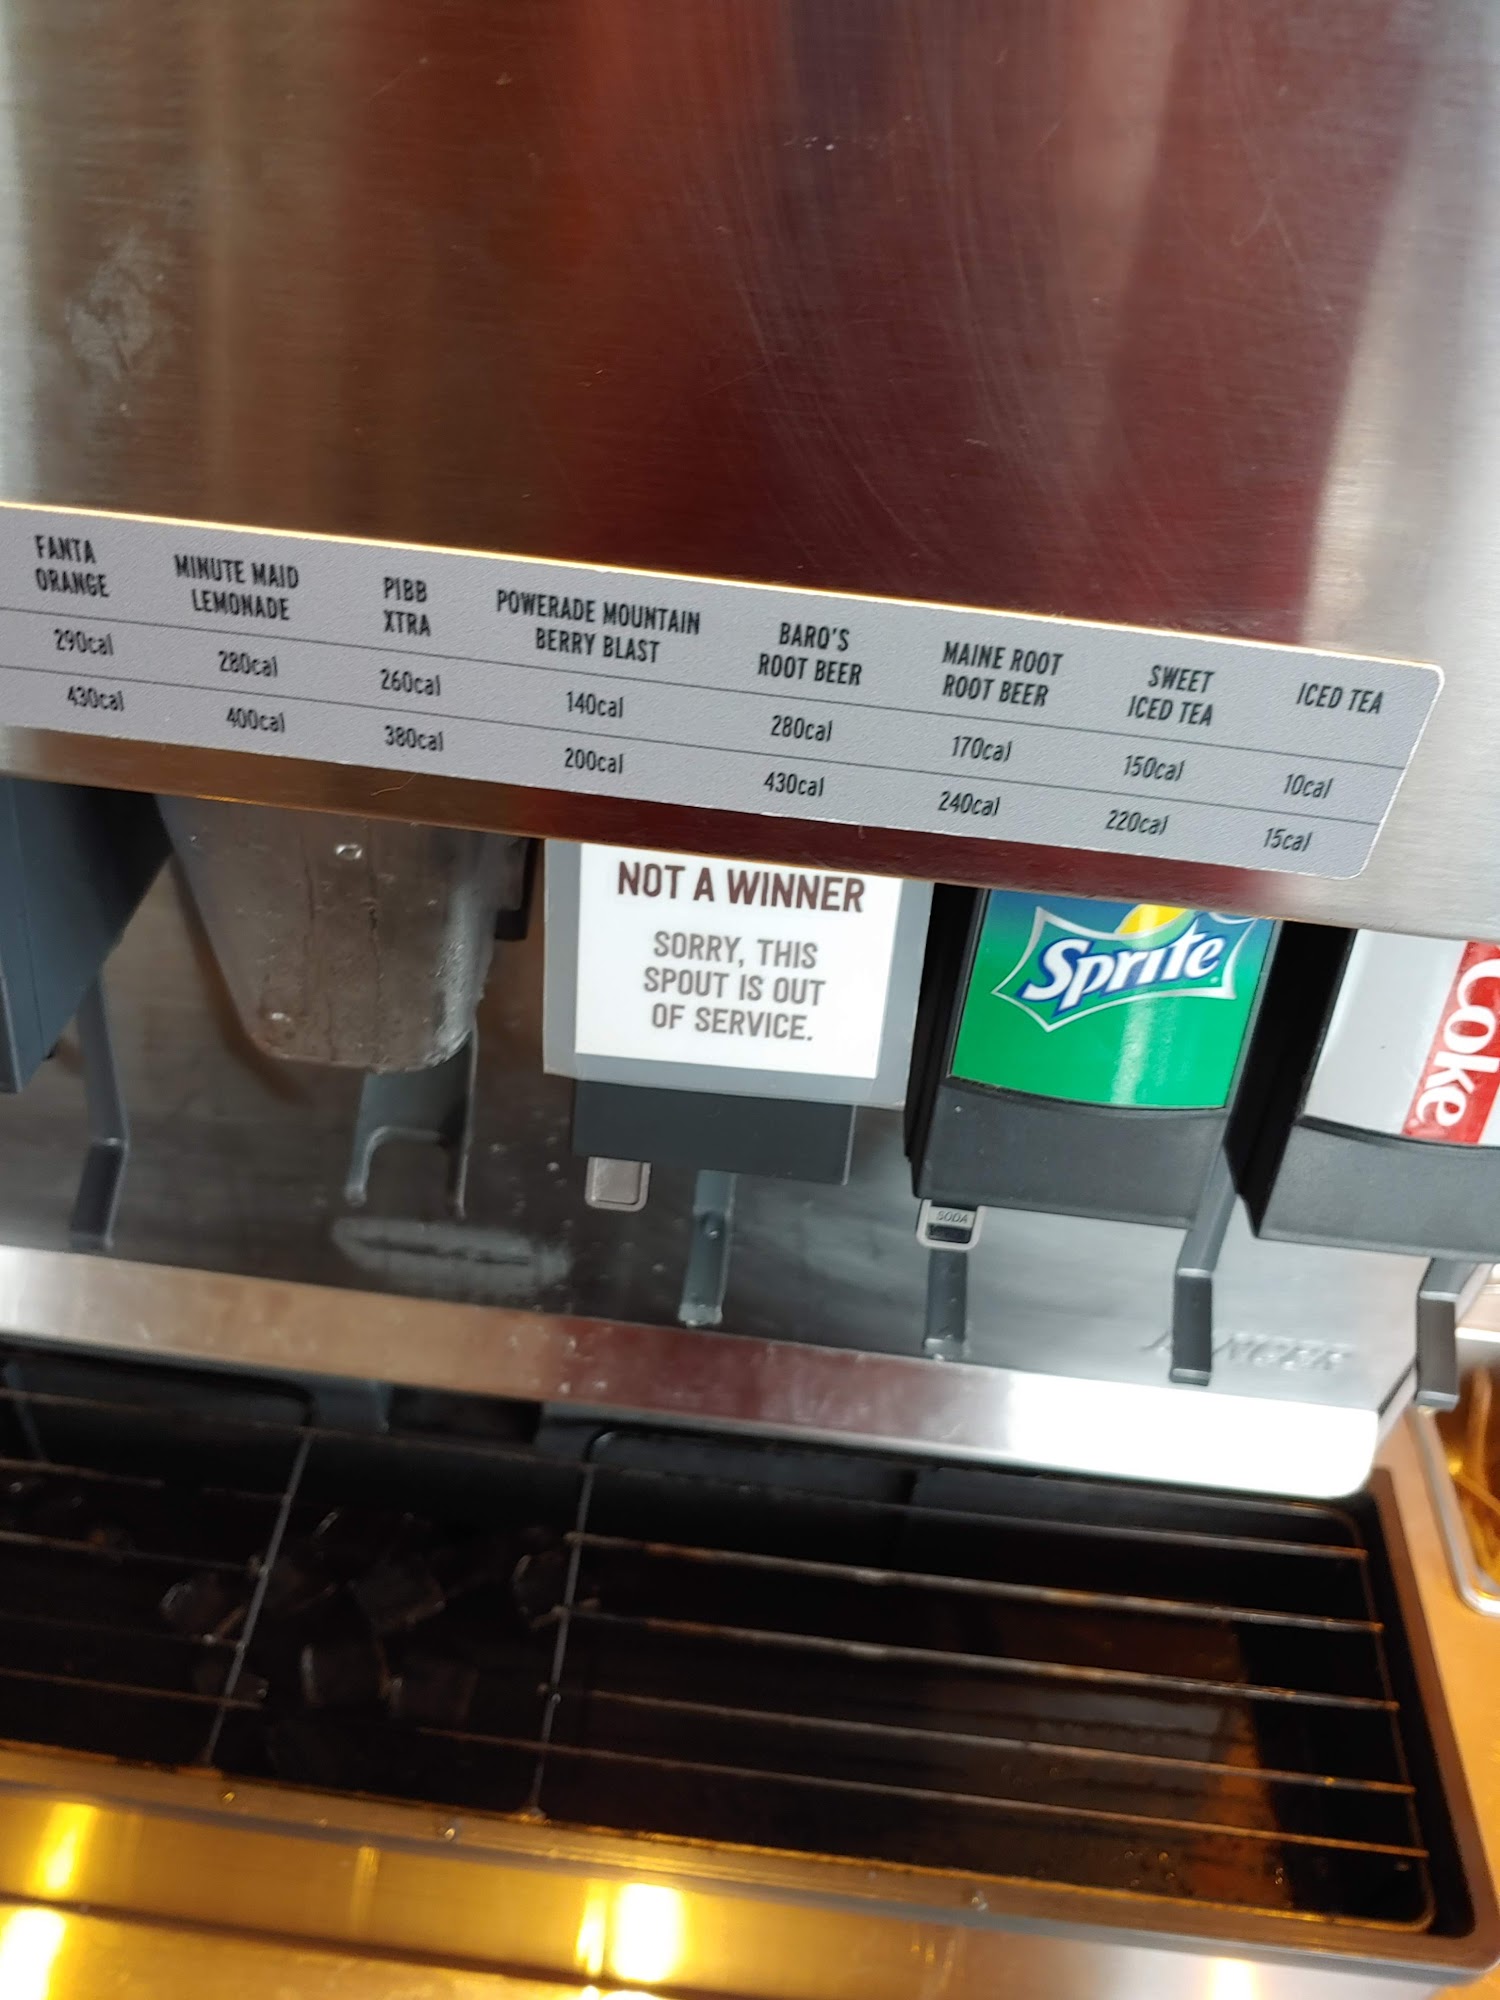 FANTA
ORANGE
MINUTE MAID
LEMONADE
PIBB
XTRA
POWERADE MOUNTAIN
BERRY BLAST
BARQ'S
ROOT BEER
MAINE ROOT
ROOT BEER
SWEET
ICED TEA
ICED TEA
290cal 280cal 260cal 140cal 280cal 170cal 150cal 10cal
430cal 400cal 380cal 200cal 430cal 240cal 220cal 15cal
NOT A WINNER
SORRY, THIS
SPOUT IS OUT
OF SERVICE.
Sprite
Coke
SODA